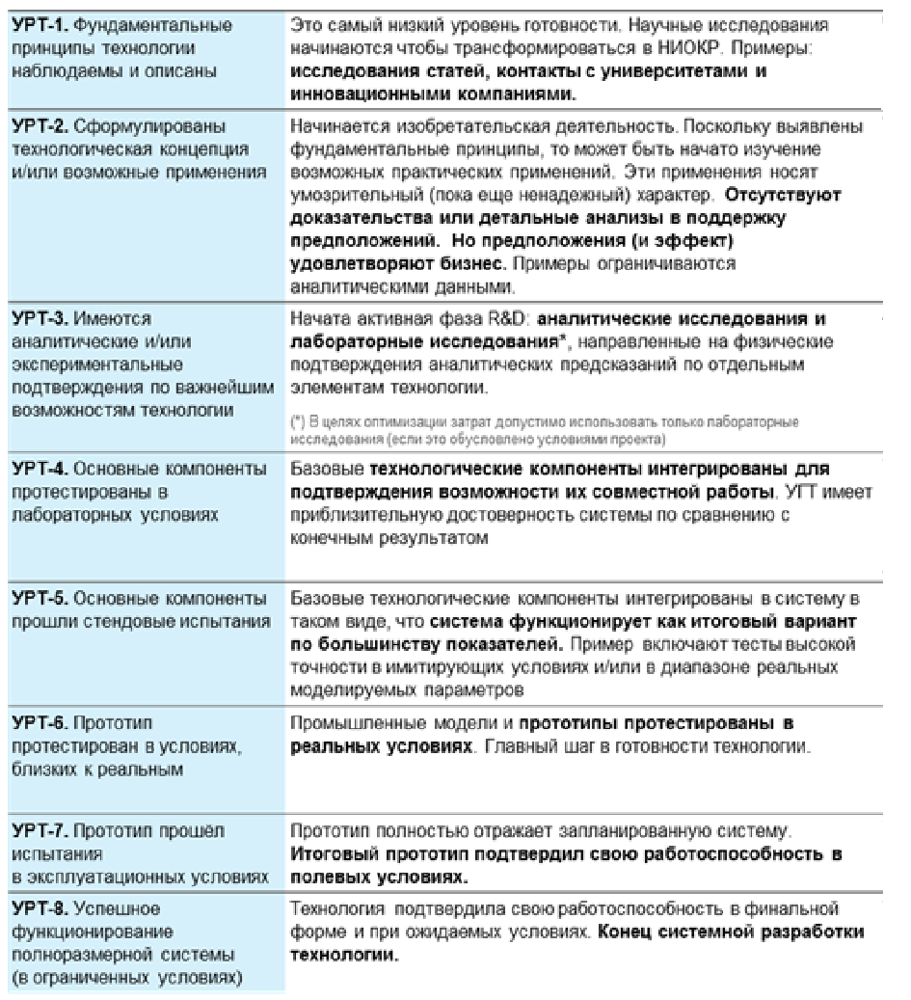 УРТ-1. Фундаментальные
принципы технологии
наблюдаемы и описаны
Это самый низкий уровень готовности. Научные исследования
начинаются чтобы трансформироваться в НИОКР. Примеры:
исследования статей, контакты с университетами и
инновационными компаниями.
УРТ-2. Сформулированы
технологическая концепция
и/или возможные применения
Начинается изобретательская деятельность. Поскольку выявлены
фундаментальные принципы, то может быть начато изучение
возможных практических применений. Эти применения носят
умозрительный (пока еще ненадежный) характер. Отсутствуют
доказательства или детальные анализы в поддержку
предположений. Но предположения (и эффект)
удовлетворяют бизнес. Примеры ограничиваются
аналитическими данными.
УРТ-3. Имеются
аналитические и/или
экспериментальные
подтверждения по важнейшим
возможностям технологии
Начата активная фаза R&D: аналитические исследования и
лабораторные исследования*, направленные на физические
подтверждения аналитических предсказаний по отдельным
элементам технологии.
(*) В целях оптимизации затрат допустимо использовать только лабораторные
исследования (если это обусловлено условиями проекта)
УРТ-4. Основные компоненты
протестированы в
лабораторных условиях
Базовые технологические компоненты интегрированы для
подтверждения возможности их совместной работы. УГТ имеет
приблизительную достоверность системы по сравнению с
конечным результатом
УРТ-5. Основные компоненты
прошли стендовые испытания
Базовые технологические компоненты интегрированы в систему в
таком виде, что система функционирует как итоговый вариант
по большинству показателей. Пример включают тесты высокой
точности в имитирующих условиях и/или в диапазоне реальных
моделируемых параметров
УРТ-6. Прототип
протестирован в условиях,
близких к реальным
Промышленные модели и прототипы протестированы в
реальных условиях. Главный шаг в готовности технологии.
УРТ-7. Прототип прошёл
испытания
в эксплуатационных условиях
Прототип полностью отражает запланированную систему.
Итоговый прототип подтвердил свою работоспособность в
полевых условиях.
УРТ-8. Успешное
функционирование
полноразмерной системы
(в ограниченных условиях)
Технология подтвердила свою работоспособность в финальной
форме и при ожидаемых условиях. Конец системной разработки
технологии.